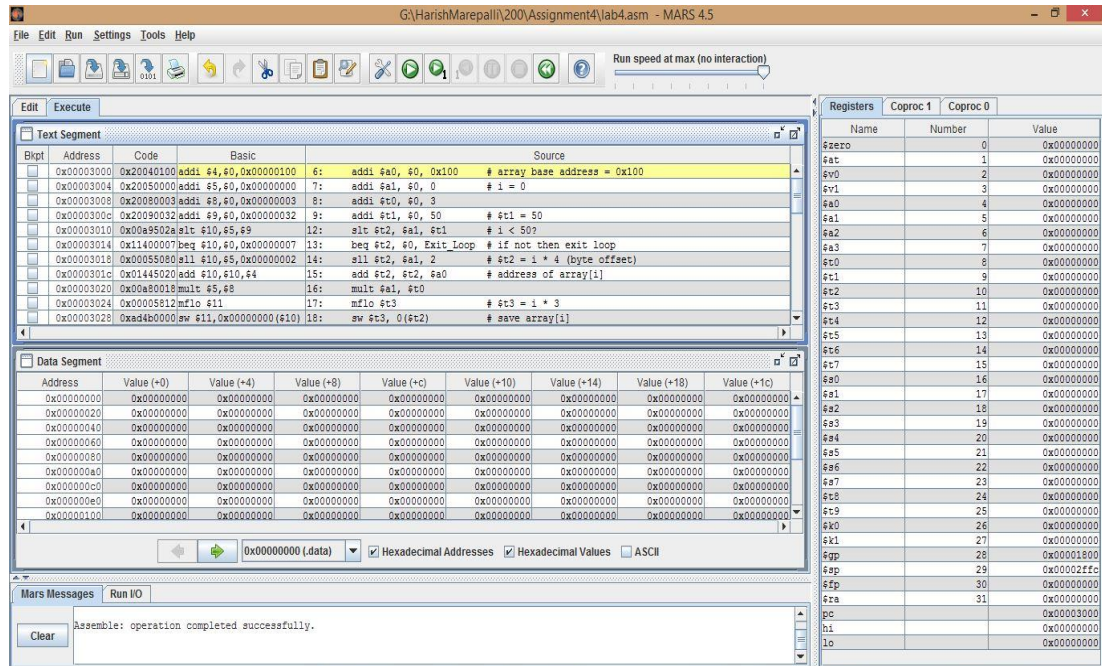 G:\HarishMarepalli\200\Assignment4\lab4.asm - MARS 4.5
File Edit Run Settings Tools Help
Run speed at max (no interaction)
Edit Execute
Text Segment
Bkpt Address Code Basic Source
0x00003000 0x20040100 addi $4,$0,0x00000100 6: addi $a0, $0, 0x100 # array base address = 0x100
0x00003004 0x20050000 addi $5,$0,0x00000000 7: addi $a1, $0, 0 # i = 0
0x00003008 0x20080003 addi $8,$0,0x00000003 8: addi $t0, $0, 3
0x0000300c 0x20090032 addi $9,$0,0x00000032 9: addi $t1, $0, 50 # $t1 = 50
0x00003010 0x00a9502a slt $10,$5,$9 12: slt $t2, $a1, $t1 # i < 50?
0x00003014 0x11400007 beq $10,$0,0x00000007 13: beq $t2, $0, Exit_Loop # if not then exit loop
0x00003018 0x00055080 sll $10,$5,0x00000002 14: sll $t2, $a1, 2 # $t2 = i * 4 (byte offset)
0x0000301c 0x01445020 add $10,$10,$4 15: add $t2, $t2, $a0 # address of array[i]
0x00003020 0x00a80018 mult $5,$8 16: mult $a1, $t0
0x00003024 0x00005812 mflo $11 17: mflo $t3 # $t3 = i * 3
0x00003028 0xad4b0000 sw $11,0x00000000($10) 18: sw $t3, 0($t2) # save array[i]
Data Segment
Address Value (+0) Value (+4) Value (+8) Value (+c) Value (+10) Value (+14) Value (+18) Value (+1c)
0x00000000 0x00000000 0x00000000 0x00000000 0x00000000 0x00000000 0x00000000 0x00000000 0x00000000
0x00000020 0x00000000 0x00000000 0x00000000 0x00000000 0x00000000 0x00000000 0x00000000 0x00000000
0x00000040 0x00000000 0x00000000 0x00000000 0x00000000 0x00000000 0x00000000 0x00000000 0x00000000
0x00000060 0x00000000 0x00000000 0x00000000 0x00000000 0x00000000 0x00000000 0x00000000 0x00000000
0x00000080 0x00000000 0x00000000 0x00000000 0x00000000 0x00000000 0x00000000 0x00000000 0x00000000
0x000000a0 0x00000000 0x00000000 0x00000000 0x00000000 0x00000000 0x00000000 0x00000000 0x00000000
0x000000c0 0x00000000 0x00000000 0x00000000 0x00000000 0x00000000 0x00000000 0x00000000 0x00000000
0x000000e0 0x00000000 0x00000000 0x00000000 0x00000000 0x00000000 0x00000000 0x00000000 0x00000000
0x00000100 0x00000000 0x00000000 0x00000000 0x00000000 0x00000000 0x00000000 0x00000000 0x00000000
0x00000000 (.data) Hexadecimal Addresses Hexadecimal Values ASCII
Mars Messages Run I/O
Assemble: operation completed successfully.
Clear
Registers Coproc 1 Coproc 0
Name Number Value
$zero 0 0x00000000
$at 1 0x00000000
$v0 2 0x00000000
$v1 3 0x00000000
$a0 4 0x00000000
$a1 5 0x00000000
$a2 6 0x00000000
$a3 7 0x00000000
$t0 8 0x00000000
$t1 9 0x00000000
$t2 10 0x00000000
$t3 11 0x00000000
$t4 12 0x00000000
$t5 13 0x00000000
$t6 14 0x00000000
$t7 15 0x00000000
$s0 16 0x00000000
$s1 17 0x00000000
$s2 18 0x00000000
$s3 19 0x00000000
$s4 20 0x00000000
$s5 21 0x00000000
$s6 22 0x00000000
$s7 23 0x00000000
$t8 24 0x00000000
$t9 25 0x00000000
$k0 26 0x00000000
$k1 27 0x00000000
$gp 28 0x00001800
$sp 29 0x00002ffc
$fp 30 0x00000000
$ra 31 0x00000000
pc 0x00003000
hi 0x00000000
lo 0x00000000